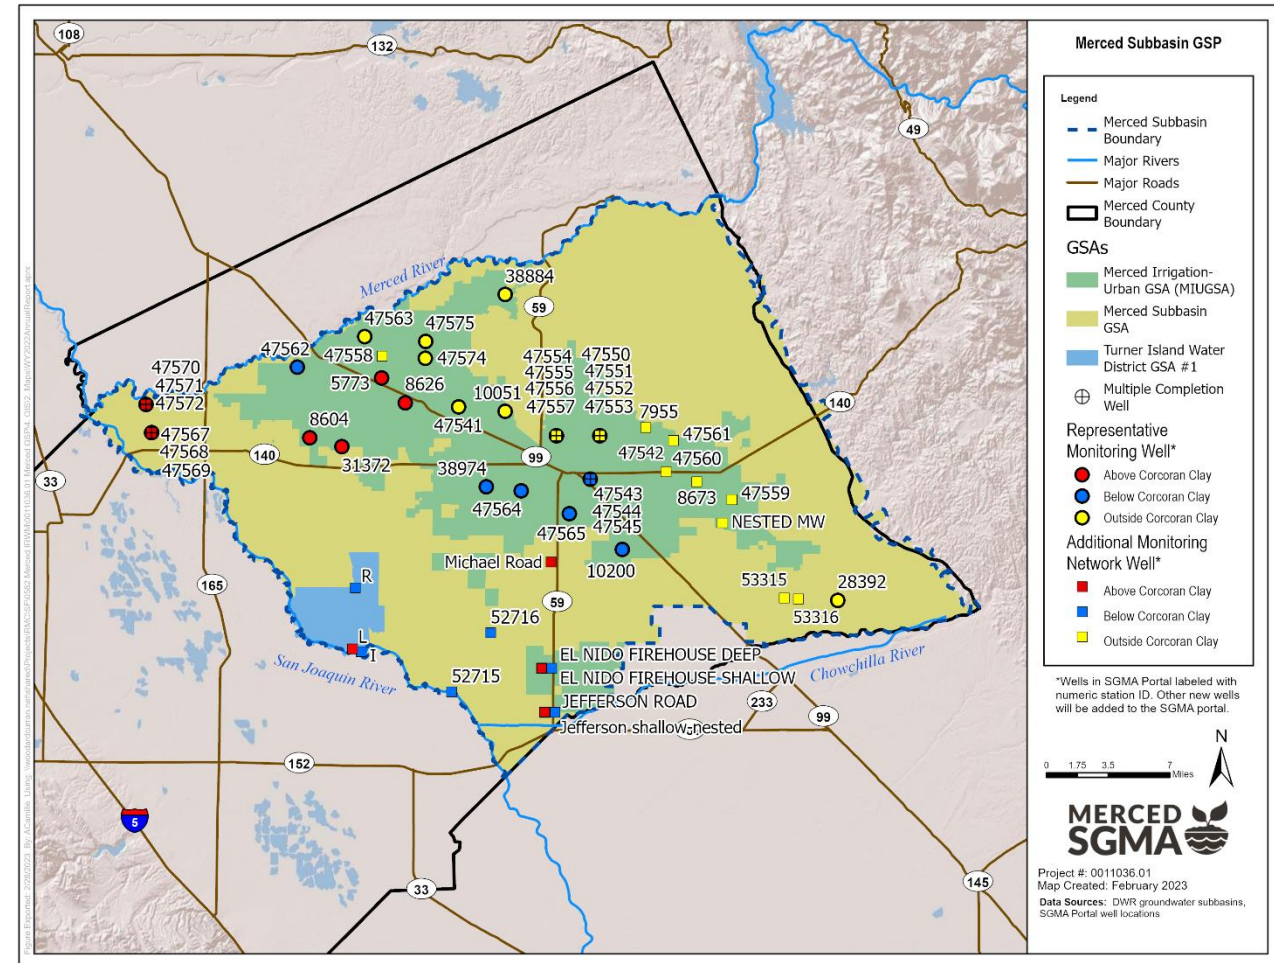 Merced Subbasin GSP
Legend
Merced Subbasin
Boundary
Major Rivers
Major Roads
Merced County
Boundary
GSAs
Merced Irrigation-
Urban GSA (MIUGSA)
Merced Subbasin
GSA
Turner Island Water
District GSA #1
Multiple Completion
Well
Representative
Monitoring Well*
Above Corcoran Clay
Below Corcoran Clay
Outside Corcoran Clay
Additional Monitoring
Network Well*
Above Corcoran Clay
Below Corcoran Clay
Outside Corcoran Clay
*Wells in SGMA Portal labeled with
numeric station ID. Other new wells
will be added to the SGMA portal.
N
0 1.75 3.5 7
Miles
MERCED
SGMA
Project #: 0011036.01
Map Created: February 2023
Data Sources: DWR groundwater subbasins,
SGMA Portal well locations
108
132
49
Merced River
38884
59
47563
47575
47562
47558
47574
47554
47555
47556
47557
47550
47551
47552
47553
47570
47571
47572
5773
8626
10051
140
8604
47541
7955
47561
47567
47568
47569
31372
140
99
47542
47560
33
38974
47564
47565
47543
47544
47545
8673
47559
NESTED MW
Michael Road
10200
165
R
59
53315
28392
53316
52716
L
I
EL NIDO FIREHOUSE DEEP
EL NIDO FIREHOUSE SHALLOW
San Joaquin River
52715
Chowchilla River
JEFFERSON ROAD
Jefferson shallow-nested
233
99
152
5
33
145